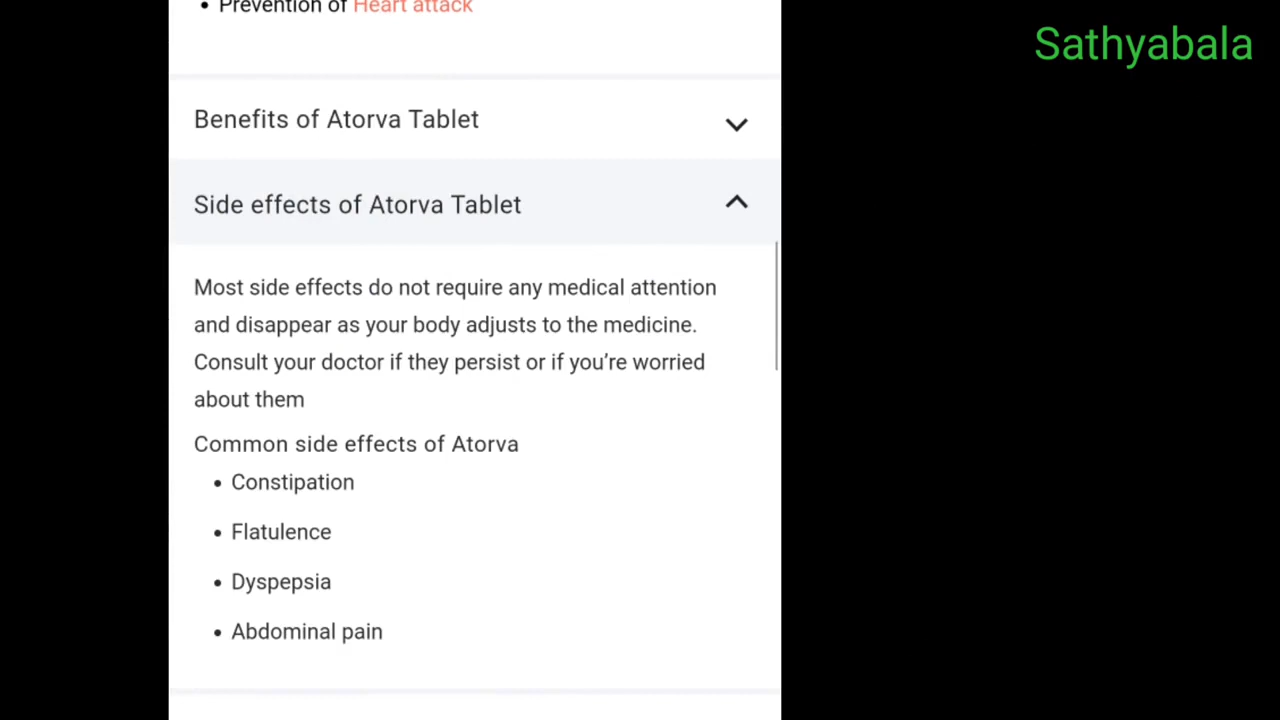 Prevention of Heart attack
Sathyabala
Benefits of Atorva Tablet
Side effects of Atorva Tablet
Most side effects do not require any medical attention
and disappear as your body adjusts to the medicine.
Consult your doctor if they persist or if you’re worried
about them
Common side effects of Atorva
• Constipation
• Flatulence
• Dyspepsia
• Abdominal pain